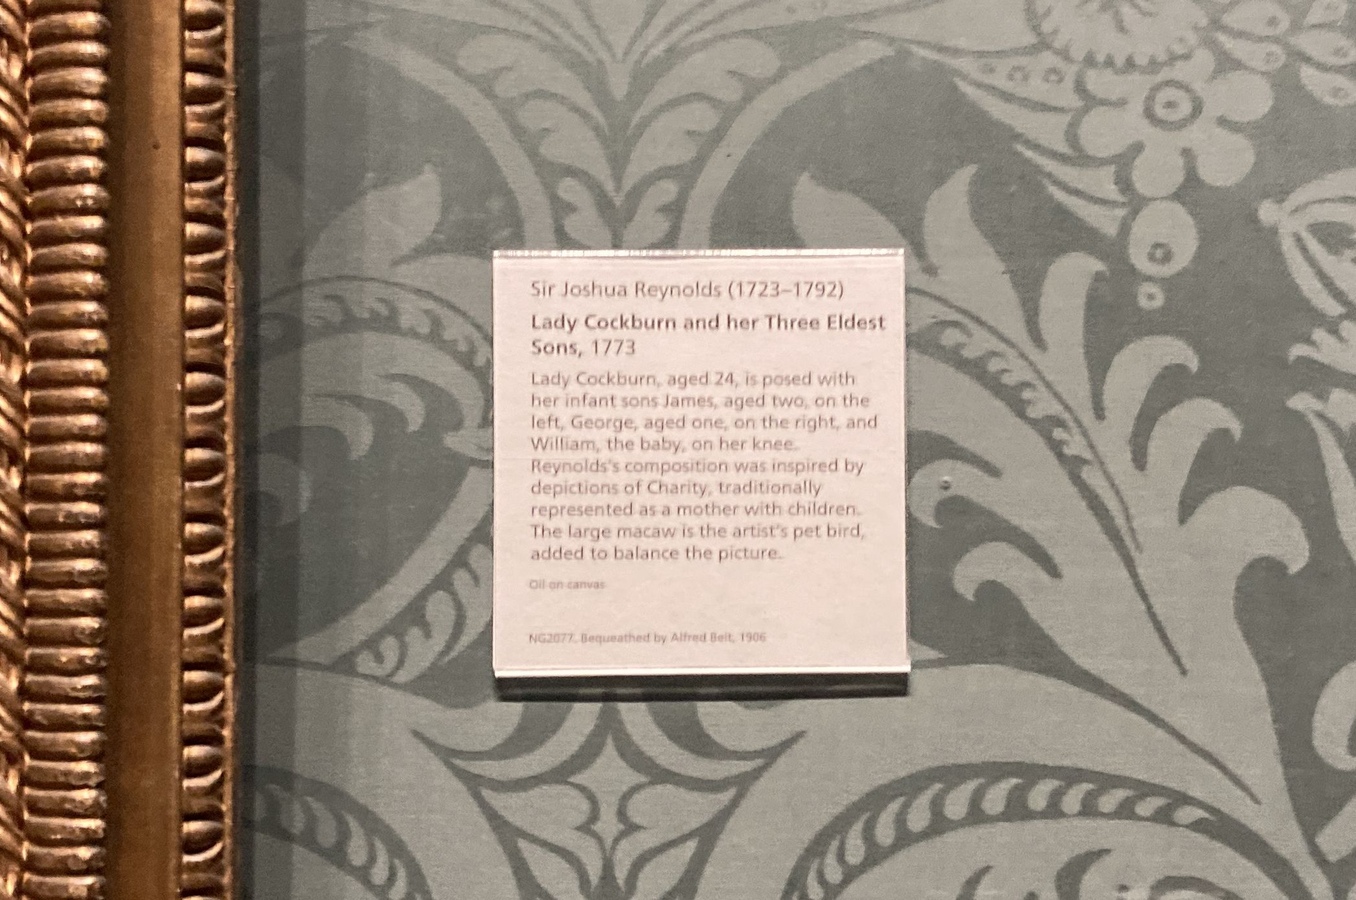 Sir Joshua Reynolds (1723–1792)
Lady Cockburn and her Three Eldest
Sons, 1773
Lady Cockburn, aged 24, is posed with
her infant sons James, aged two, on the
left, George, aged one, on the right, and
William, the baby, on her knee.
Reynolds's composition was inspired by
depictions of Charity, traditionally
represented as a mother with children.
The large macaw is the artist's pet bird,
added to balance the picture.
Oil on canvas
NG2077. Bequeathed by Alfred Beit, 1906